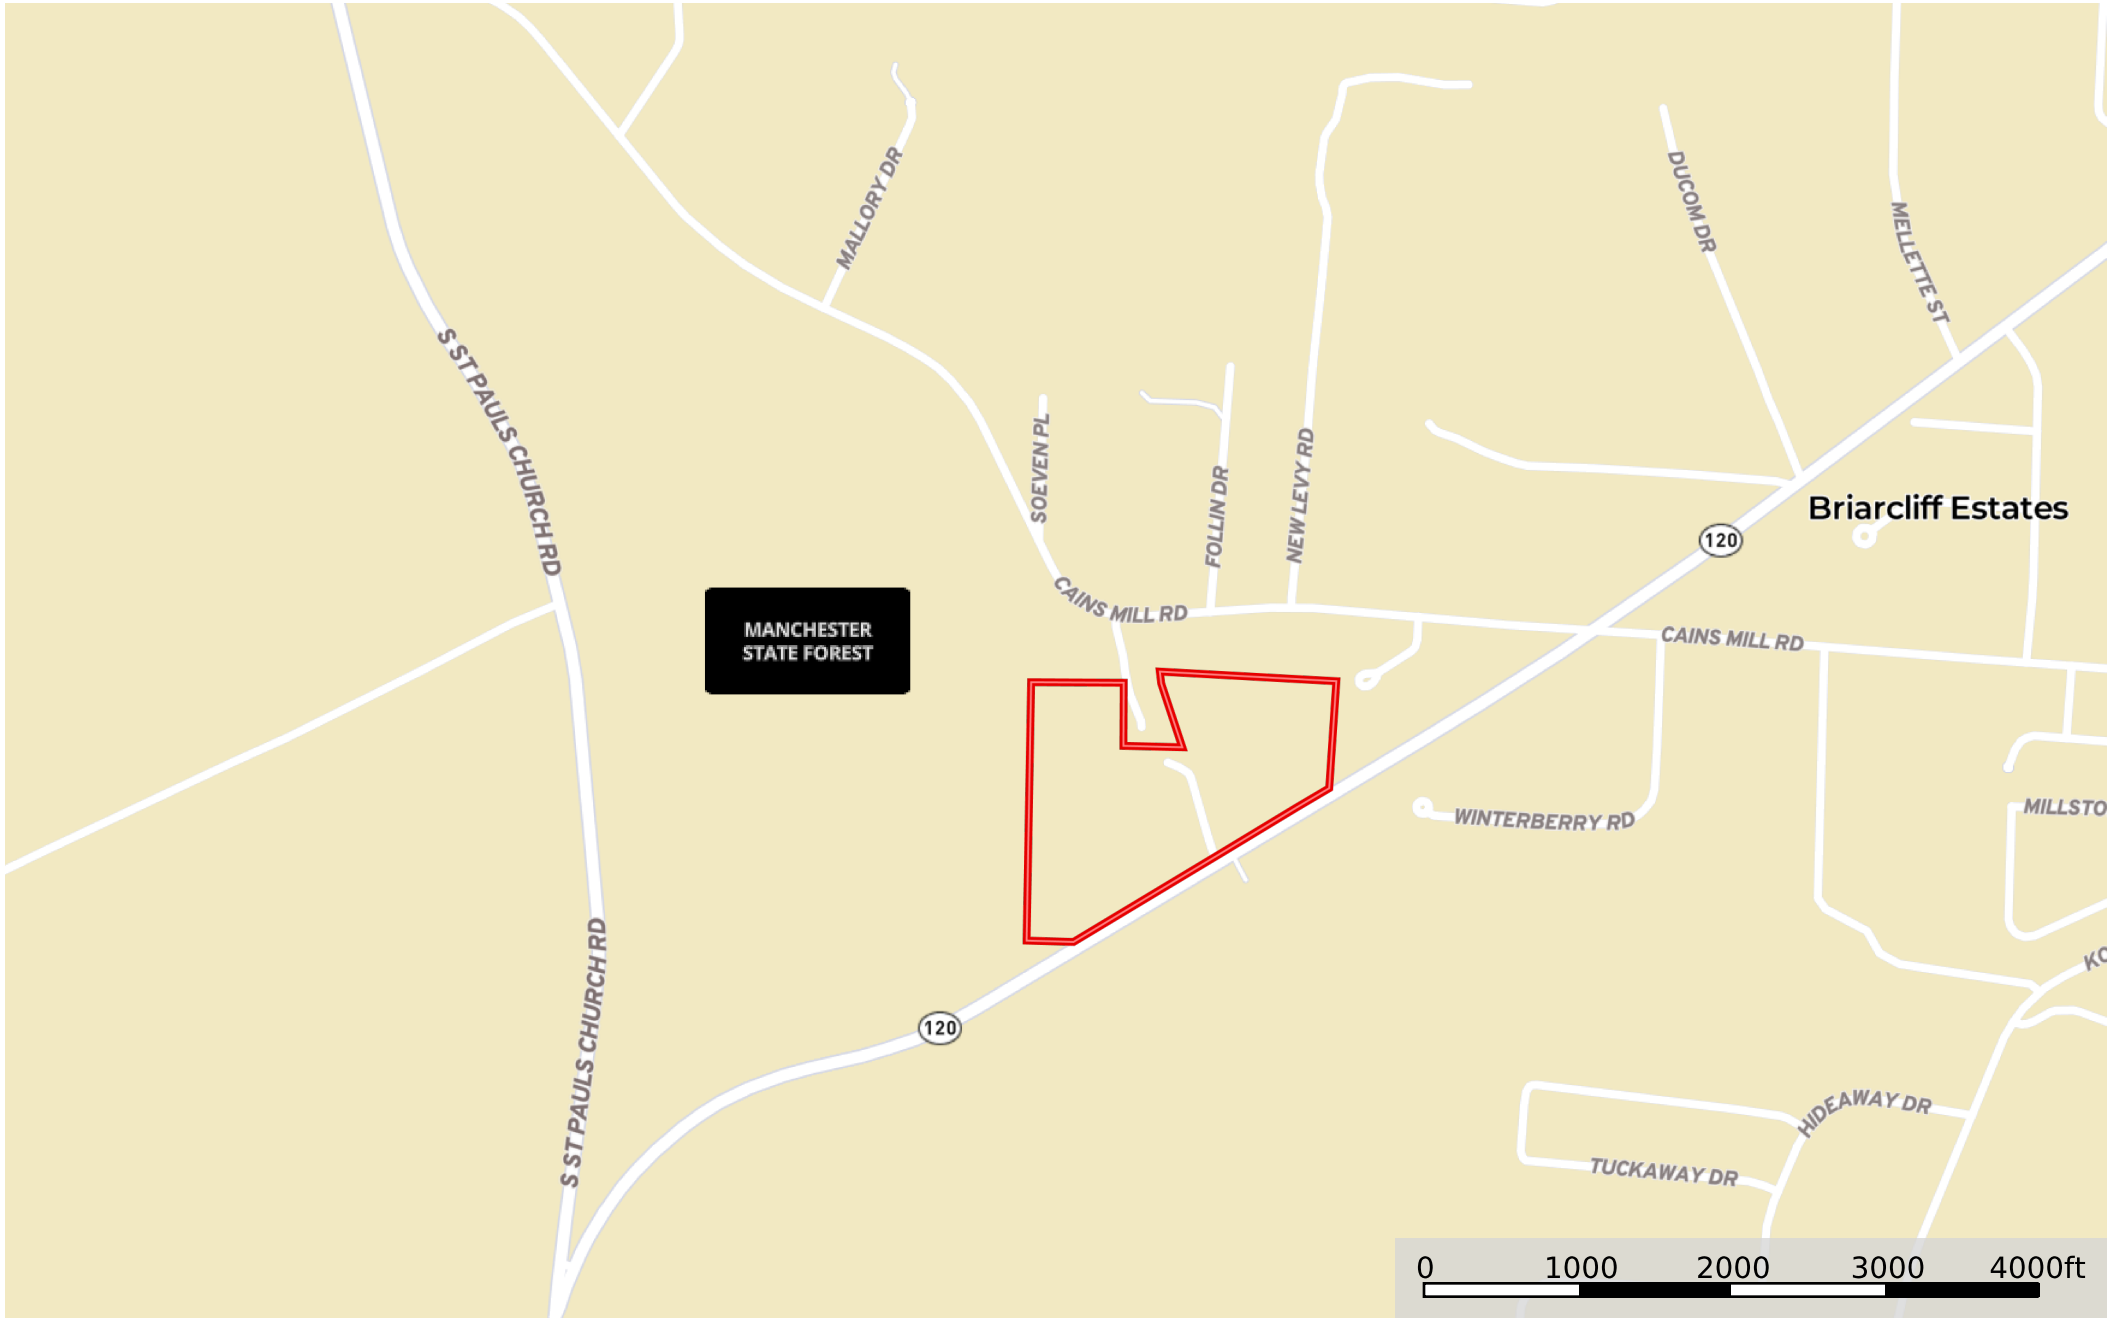 MALLORY DR
DUCOM DR
MELLETTE ST
S ST PAULS CHURCH RD
SOEVEN PL
FOLLIN DR
NEW LEVY RD
Briarcliff Estates
120
CAINS MILL RD
MANCHESTER
STATE FOREST
CAINS MILL RD
WINTERBERRY RD
MILLSTO
KO
S ST PAULS CHURCH RD
120
HIDEAWAY DR
TUCKAWAY DR
0 1000 2000 3000 4000ft